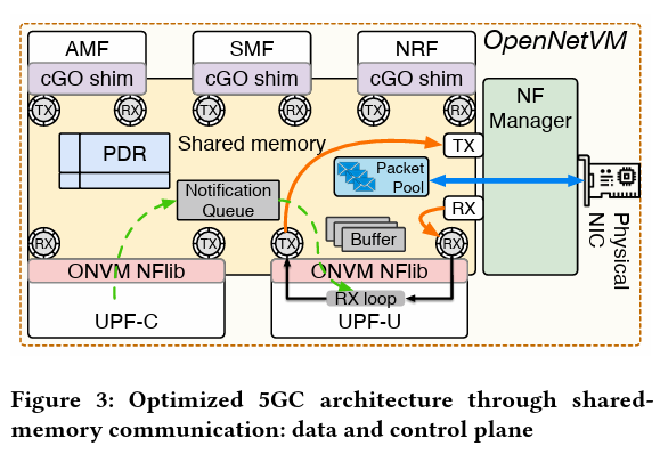 OpenNetVM
AMF
SMF
NRF
cGO shim
cGO shim
cGO shim
TX
RX
TX
RX
TX
RX
NF
Manager
Shared memory
TX
PDR
Packet
Pool
Notification
Queue
RX
Buffer
RX
TX
TX
RX
ONVM NFlib
ONVM NFlib
RX loop
UPF-C
UPF-U
Physical
NIC
Figure 3: Optimized 5GC architecture through shared-
memory communication: data and control plane